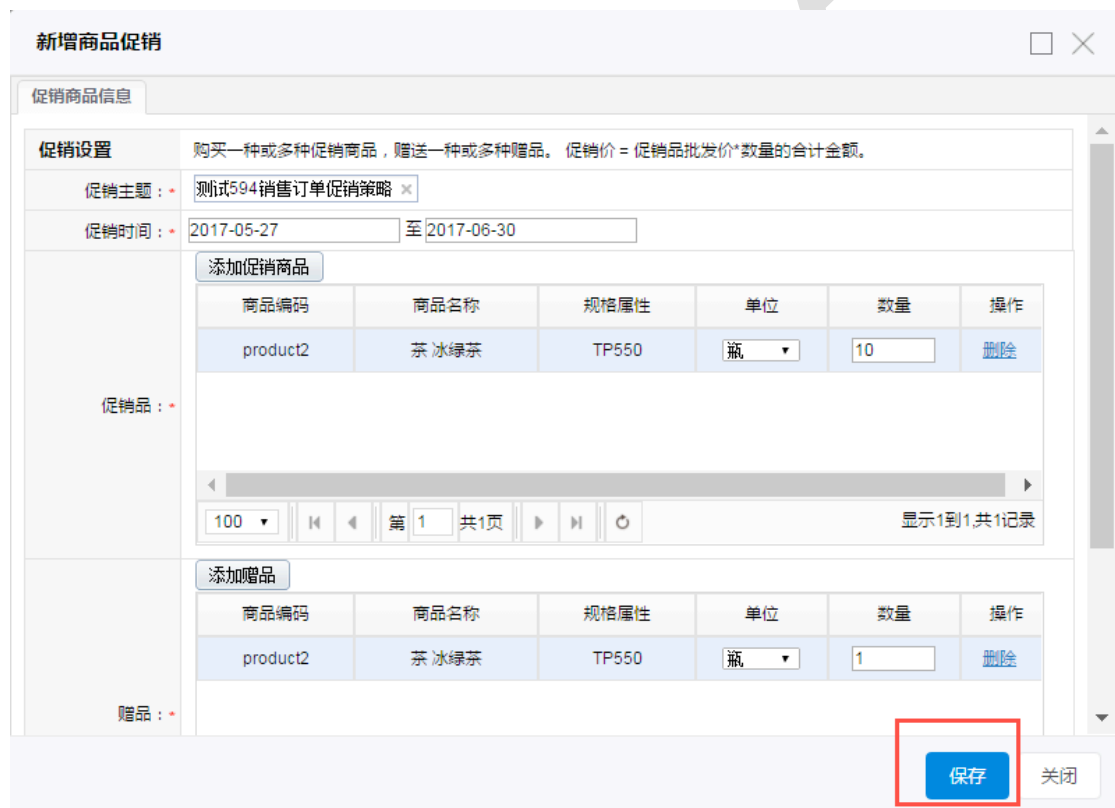 新增商品促销
促销商品信息
促销设置 购买一种或多种促销商品，赠送一种或多种赠品。 促销价 = 促销品批发价*数量的合计金额。
促销主题：* 测试594销售订单促销策略 ×
促销时间：* 2017-05-27 至 2017-06-30
添加促销商品
商品编码 商品名称 规格属性 单位 数量 操作
product2 茶 冰绿茶 TP550 瓶 10 删除
促销品：*
100 第 1 共1页 显示1到1,共1记录
添加赠品
商品编码 商品名称 规格属性 单位 数量 操作
product2 茶 冰绿茶 TP550 瓶 1 删除
赠品：*
保存 关闭